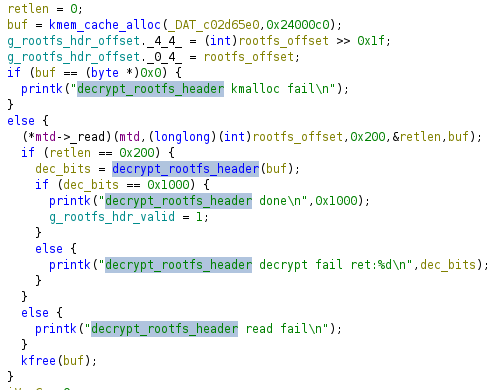 retlen = 0;
buf = kmem_cache_alloc(_DAT_c02d65e0,0x24000c0);
g_rootfs_hdr_offset._4_4_ = (int)rootfs_offset >> 0x1f;
g_rootfs_hdr_offset._0_4_ = rootfs_offset;
if (buf == (byte *)0x0) {
printk("decrypt_rootfs_header kmalloc fail\n");
}
else {
(*mtd->_read)(mtd,(longlong)(int)rootfs_offset,0x200,&retlen,buf);
if (retlen == 0x200) {
dec_bits = decrypt_rootfs_header(buf);
if (dec_bits == 0x1000) {
printk("decrypt_rootfs_header done\n",0x1000);
g_rootfs_hdr_valid = 1;
}
else {
printk("decrypt_rootfs_header decrypt fail ret:%d\n",dec_bits);
}
}
else {
printk("decrypt_rootfs_header read fail\n");
}
kfree(buf);
}